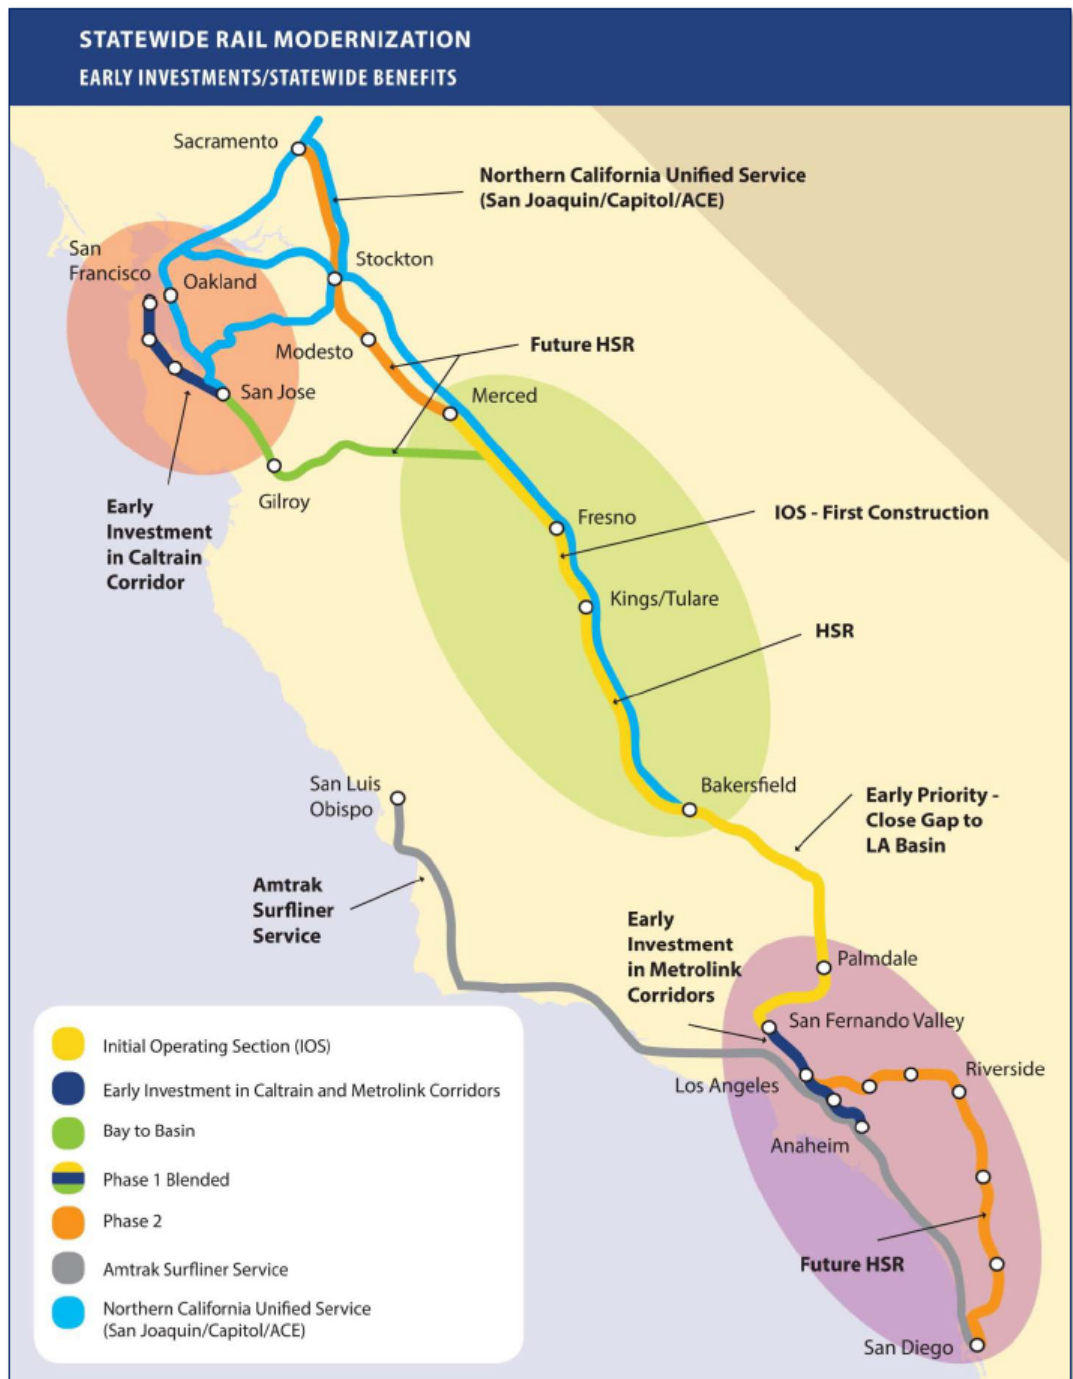 STATEWIDE RAIL MODERNIZATION
EARLY INVESTMENTS/STATEWIDE BENEFITS
Sacramento
Northern California Unified Service
(San Joaquin/Capitol/ACE)
San
Francisco
Oakland
Stockton
Modesto
Future HSR
San Jose
Merced
Gilroy
Early
Investment
in Caltrain
Corridor
Fresno
IOS - First Construction
Kings/Tulare
HSR
San Luis
Obispo
Bakersfield
Early Priority -
Close Gap to
LA Basin
Amtrak
Surfliner
Service
Early
Investment
in Metrolink
Corridors
Palmdale
San Fernando Valley
Los Angeles
Riverside
Anaheim
Future HSR
San Diego
Initial Operating Section (IOS)
Early Investment in Caltrain and Metrolink Corridors
Bay to Basin
Phase 1 Blended
Phase 2
Amtrak Surfliner Service
Northern California Unified Service
(San Joaquin/Capitol/ACE)